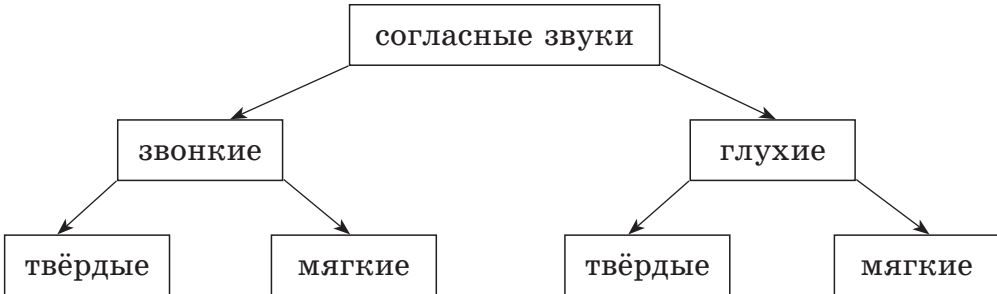 согласные звуки
звонкие глухие
твёрдые мягкие твёрдые мягкие